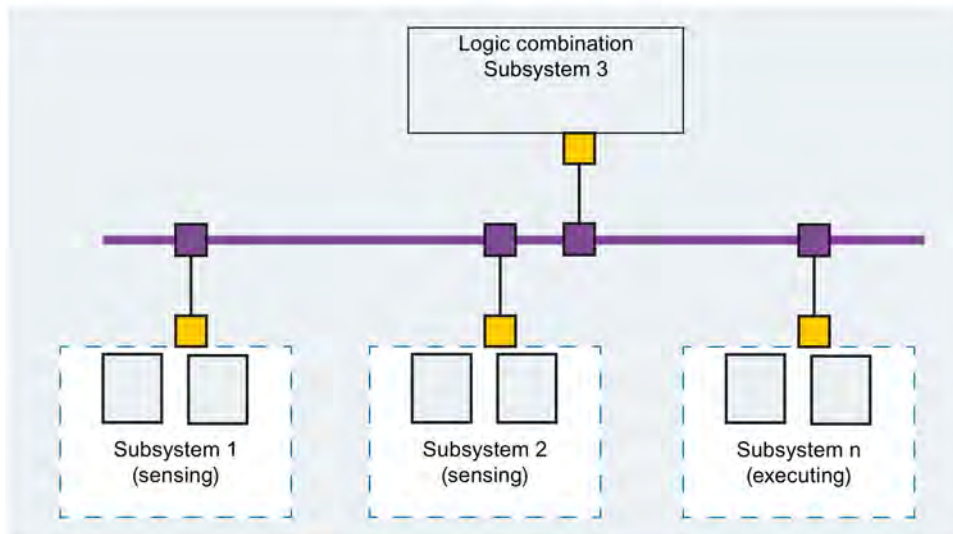 Logic combination
Subsystem 3
Subsystem 1
(sensing)
Subsystem 2
(sensing)
Subsystem n
(executing)